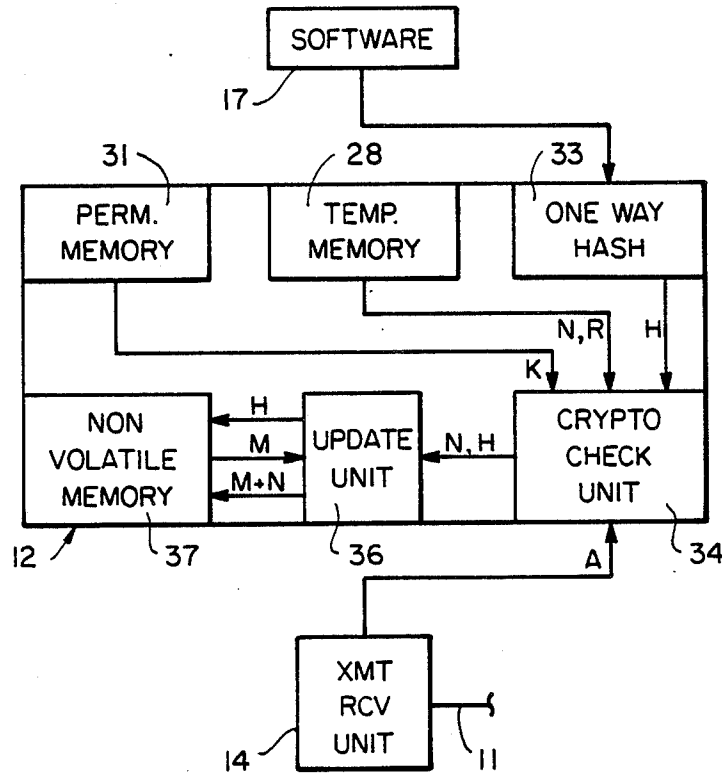 SOFTWARE
17
31
28
33
PERM.
MEMORY
TEMP.
MEMORY
ONE WAY
HASH
N,R
H
K
NON
VOLATILE
MEMORY
H
M
M+N
UPDATE
UNIT
N, H
CRYPTO
CHECK
UNIT
12
37
36
34
A
XMT
RCV
UNIT
14
11